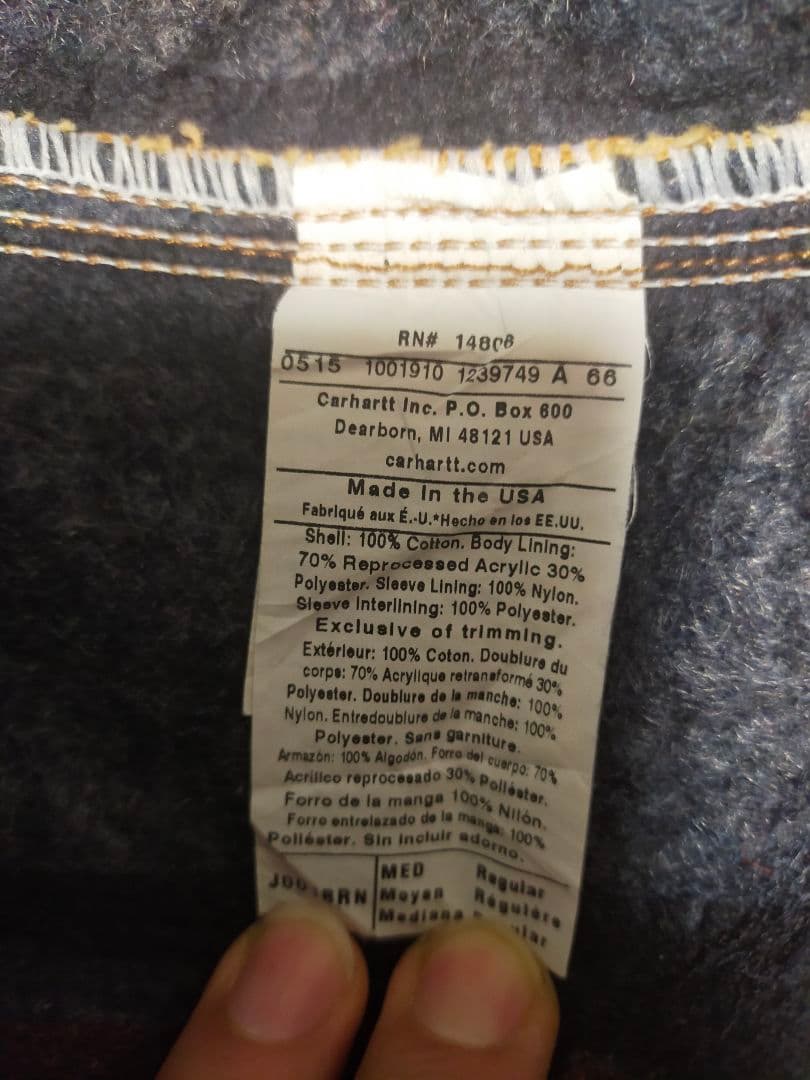 RN# 14806
0515 1001910 1239749 A 66
Carhartt Inc. P.O. Box 600
Dearborn, MI 48121 USA
carhartt.com
Made in the USA
Fabriqué aux É.-U.*Hecho en los EE.UU.
Shell: 100% Cotton. Body Lining:
70% Reprocessed Acrylic 30%
Polyester. Sleeve Lining: 100% Nylon.
Sleeve Interlining: 100% Polyester.
Exclusive of trimming.
Extérieur: 100% Coton. Doublure du
corps: 70% Acrylique retransformé 30%
Polyester. Doublure de la manche: 100%
Nylon. Entredoublure de la manche: 100%
Polyester. Sans garniture.
Armazón: 100% Algodón. Forro del cuerpo: 70%
Acrílico reprocesado 30% Poliéster.
Forro de la manga 100% Nilón.
Forro entrelazado de la manga: 100%
Poliéster. Sin incluir adorno.
MED Regular
Moyen Régulière
Mediana